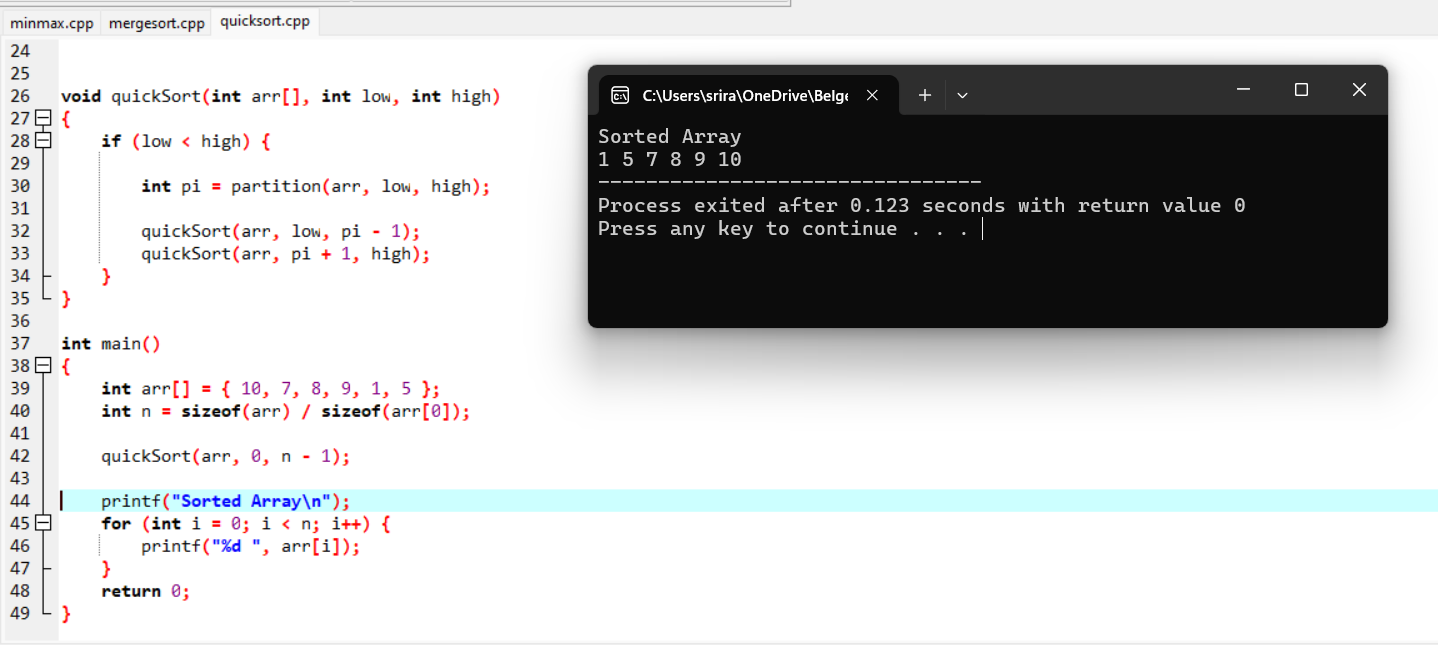 minmax.cpp mergesort.cpp quicksort.cpp
24
25
26 void quickSort(int arr[], int low, int high)
27 {
28     if (low < high) {
29
30         int pi = partition(arr, low, high);
31
32         quickSort(arr, low, pi - 1);
33         quickSort(arr, pi + 1, high);
34     }
35 }
36
37 int main()
38 {
39     int arr[] = { 10, 7, 8, 9, 1, 5 };
40     int n = sizeof(arr) / sizeof(arr[0]);
41
42     quickSort(arr, 0, n - 1);
43
44     printf("Sorted Array\n");
45     for (int i = 0; i < n; i++) {
46         printf("%d ", arr[i]);
47     }
48     return 0;
49 }
C:\Users\srira\OneDrive\Belge
Sorted Array
1 5 7 8 9 10
--------------------------------
Process exited after 0.123 seconds with return value 0
Press any key to continue . . .